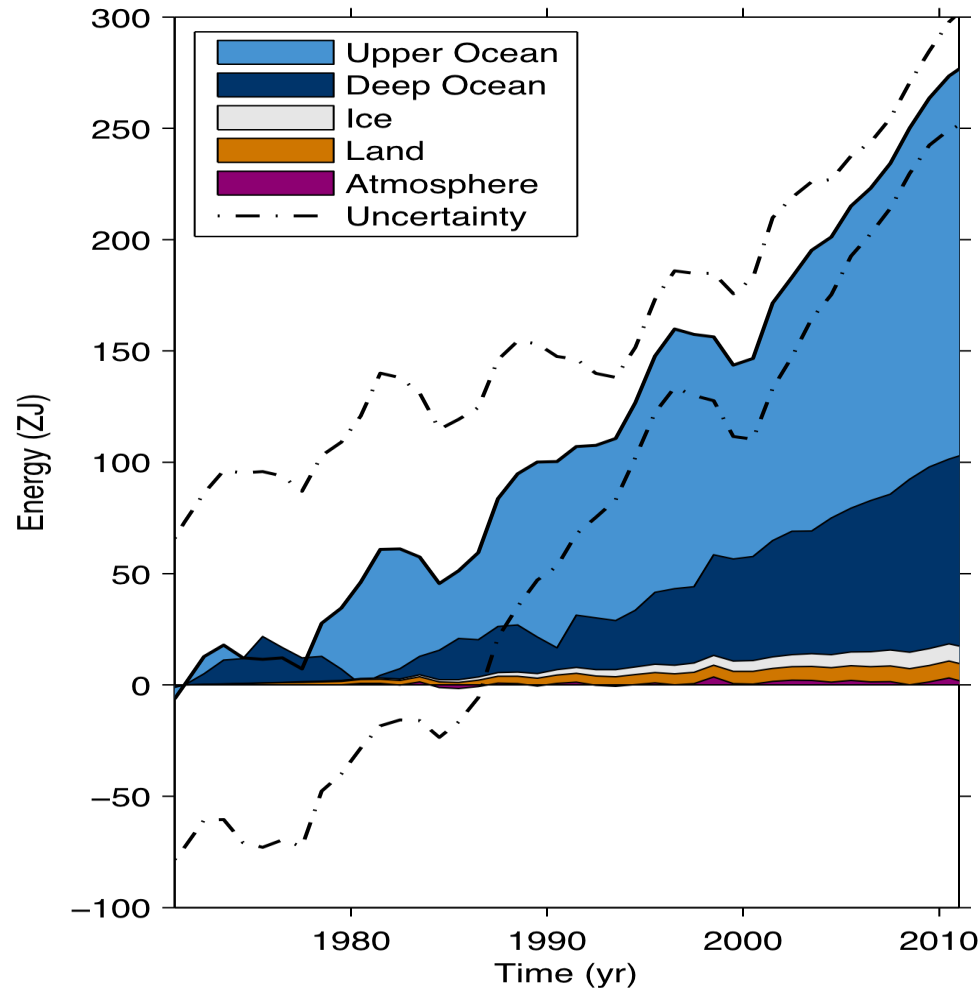 300
250
200
150
100
50
0
−50
−100
Energy (ZJ)
Upper Ocean
Deep Ocean
Ice
Land
Atmosphere
Uncertainty
1980 1990 2000 2010
Time (yr)